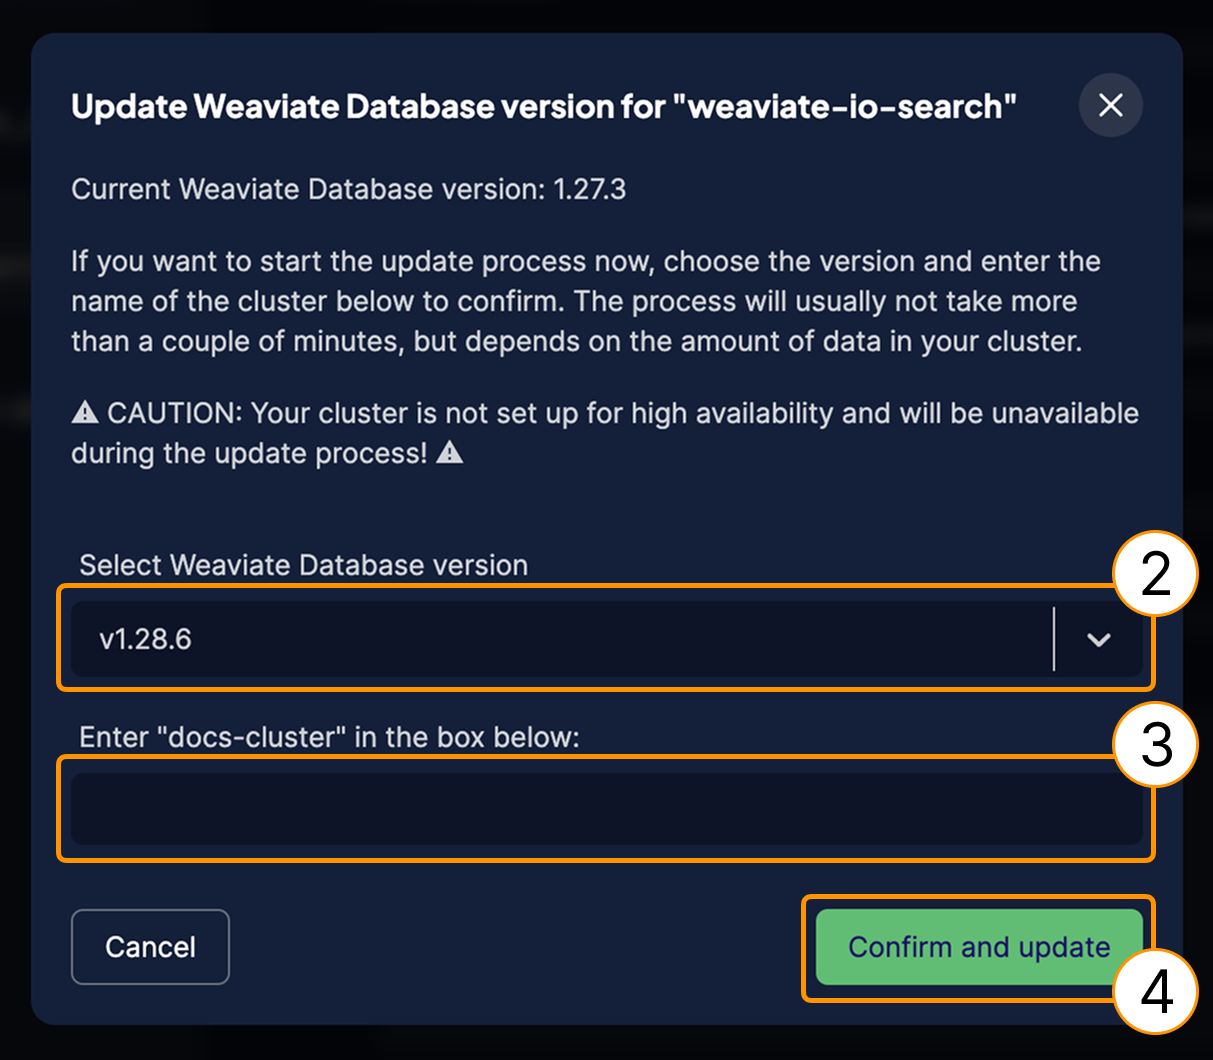 Update Weaviate Database version for "weaviate-io-search"
Current Weaviate Database version: 1.27.3
If you want to start the update process now, choose the version and enter the
name of the cluster below to confirm. The process will usually not take more
than a couple of minutes, but depends on the amount of data in your cluster.
⚠ CAUTION: Your cluster is not set up for high availability and will be unavailable
during the update process! ⚠
Select Weaviate Database version
2
v1.28.6
Enter "docs-cluster" in the box below:
3
Cancel
Confirm and update
4